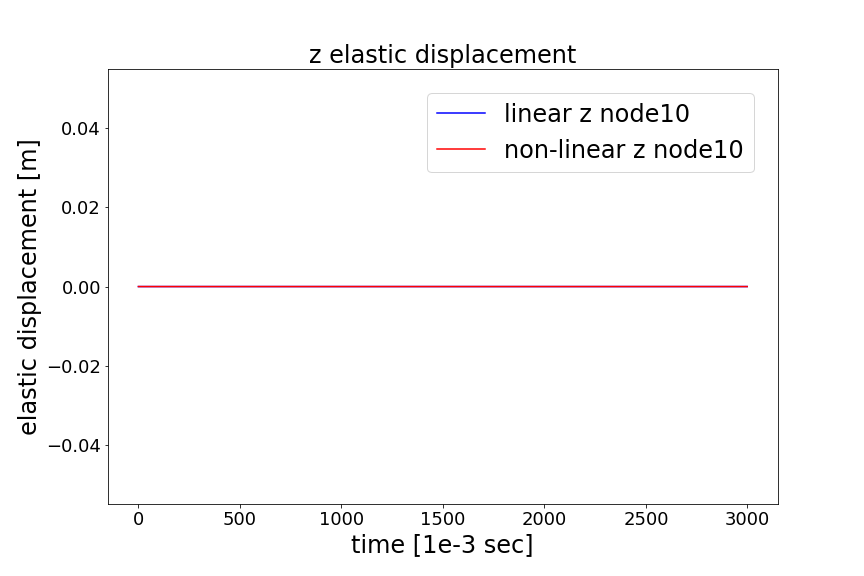 z elastic displacement
linear z node10
non-linear z node10
elastic displacement [m]
0.04
0.02
0.00
−0.02
−0.04
0 500 1000 1500 2000 2500 3000
time [1e-3 sec]